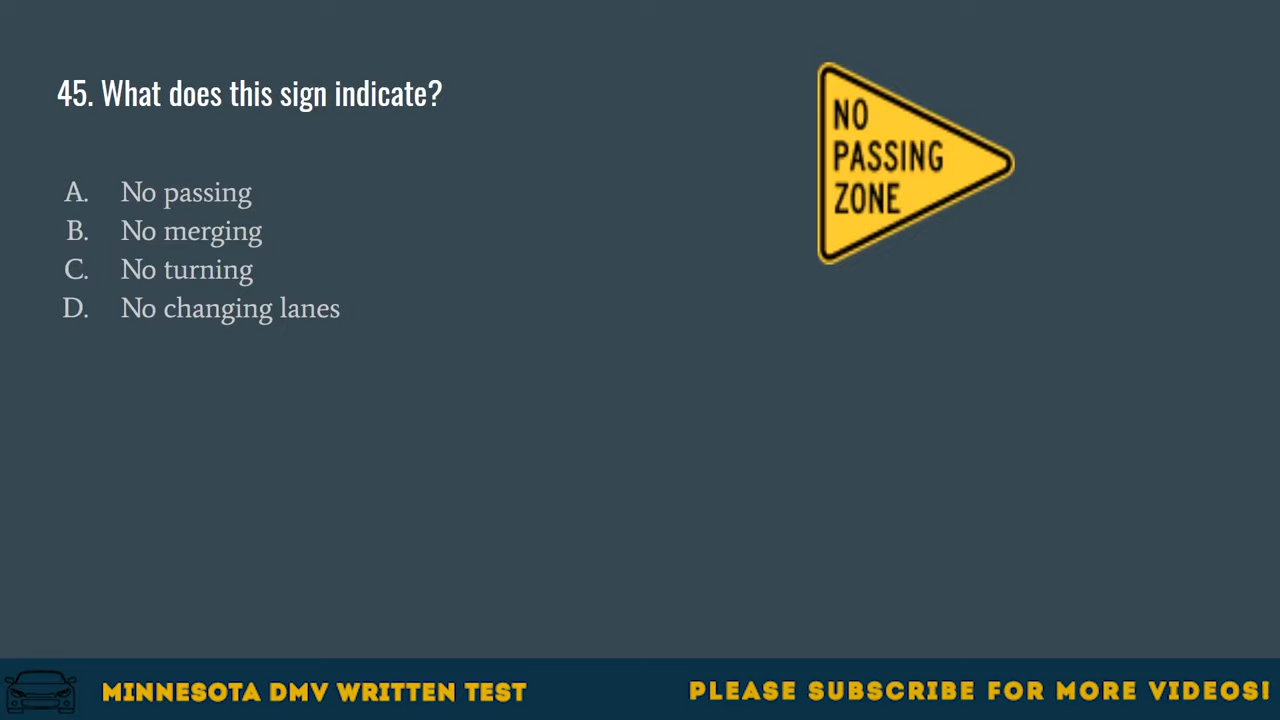 45. What does this sign indicate?
NO
PASSING
ZONE
A. No passing
B. No merging
C. No turning
D. No changing lanes
MINNESOTA DMV WRITTEN TEST
PLEASE SUBSCRIBE FOR MORE VIDEOS!